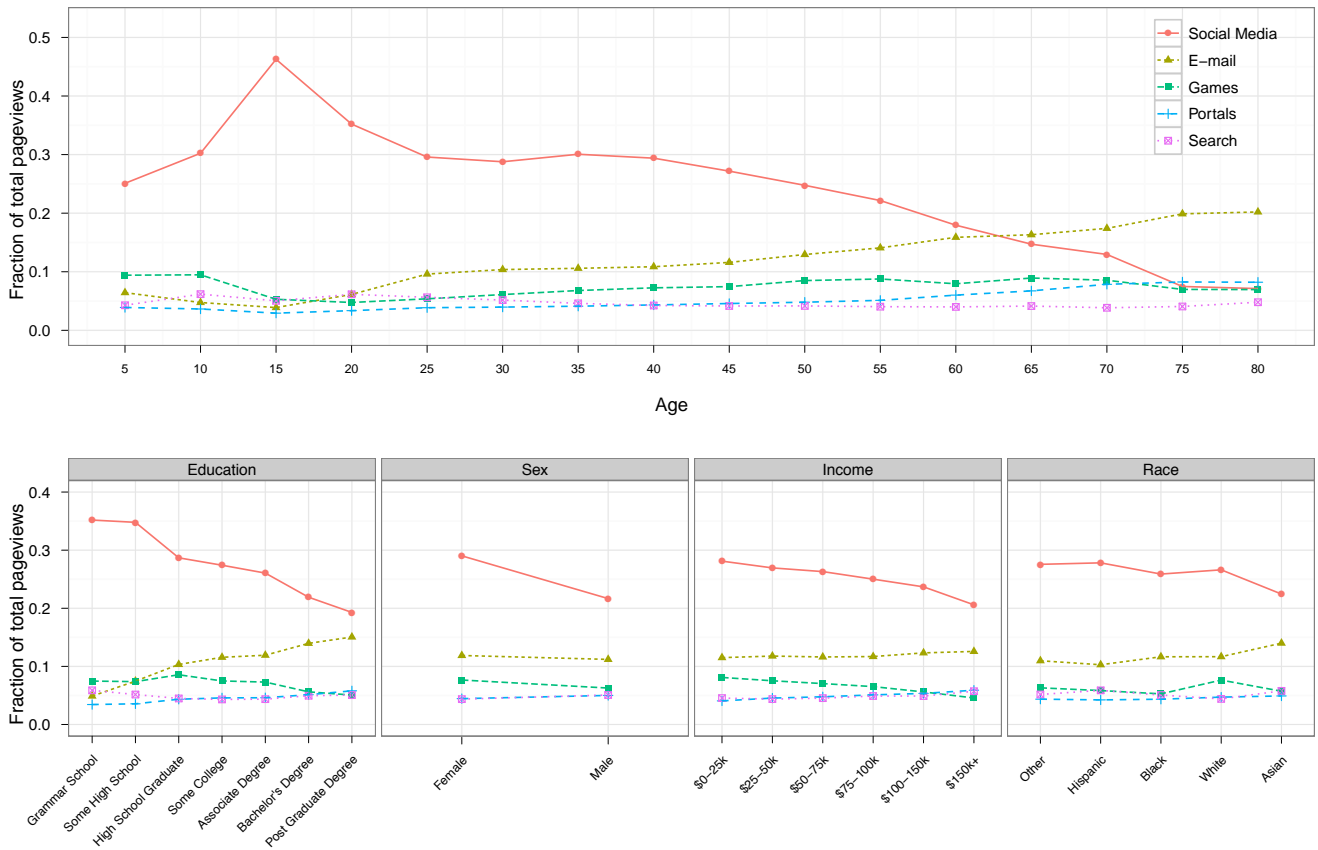 Fraction of total pageviews
0.5
0.4
0.3
0.2
0.1
0.0
Social Media
E−mail
Games
Portals
Search
5 10 15 20 25 30 35 40 45 50 55 60 65 70 75 80
Age
Education Sex Income Race
Fraction of total pageviews
0.4
0.3
0.2
0.1
0.0
Grammar School
Some High School
High School Graduate
Some College
Associate Degree
Bachelor's Degree
Post Graduate Degree
Female
Male
$0−25k
$25−50k
$50−75k
$75−100k
$100−150k
$150k+
Other
Hispanic
Black
White
Asian